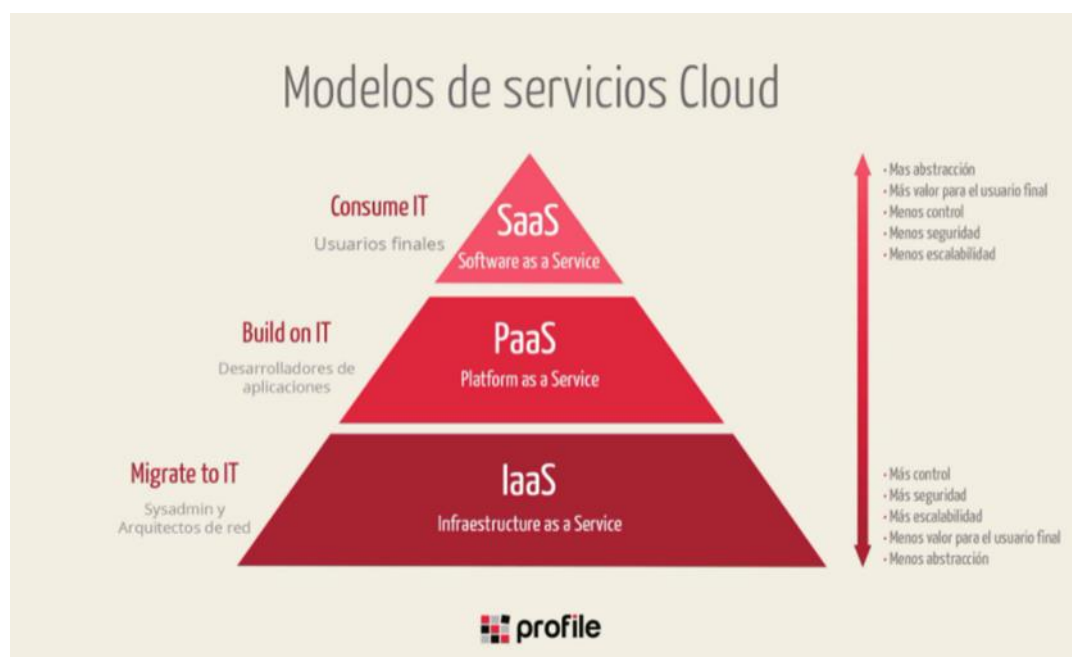 Modelos de servicios Cloud
Consume IT
Usuarios finales
SaaS
Software as a Service
• Mas abstracción
• Más valor para el usuario final
• Menos control
• Menos seguridad
• Menos escalabilidad
Build on IT
Desarrolladores de
aplicaciones
PaaS
Platform as a Service
Migrate to IT
Sysadmin y
Arquitectos de red
IaaS
Infraestructure as a Service
• Más control
• Más seguridad
• Más escalabilidad
• Menos valor para el usuario final
• Menos abstracción
profile